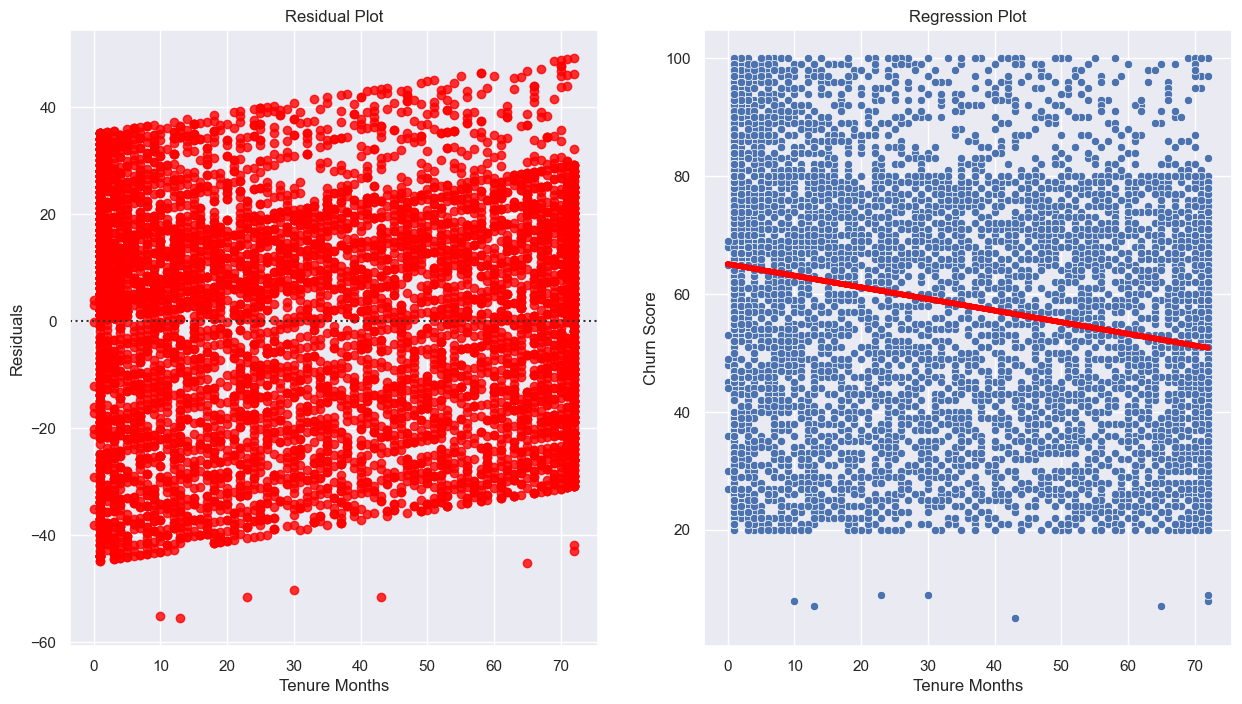 Residual Plot
Residuals
40
20
0
−20
−40
−60
0 10 20 30 40 50 60 70
Tenure Months
Regression Plot
Churn Score
100
80
60
40
20
0 10 20 30 40 50 60 70
Tenure Months